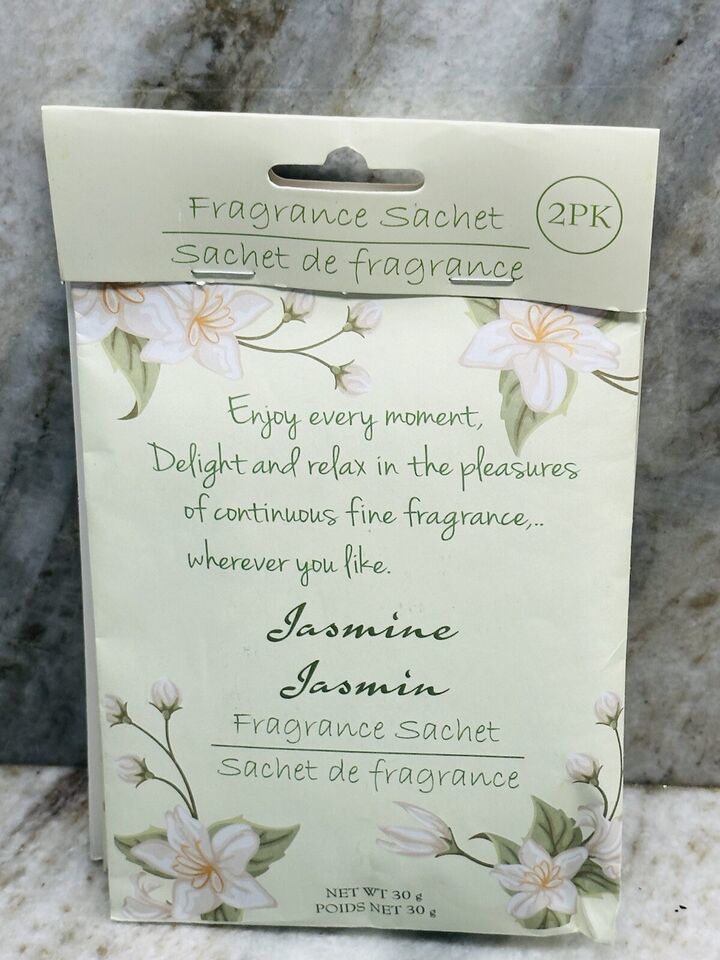 Fragrance Sachet
2PK
Sachet de fragrance
Enjoy every moment,
Delight and relax in the pleasures
of continuous fine fragrance,..
wherever you like.
Jasmine
Jasmin
Fragrance Sachet
Sachet de fragrance
NET WT 30 g
POIDS NET 30 g